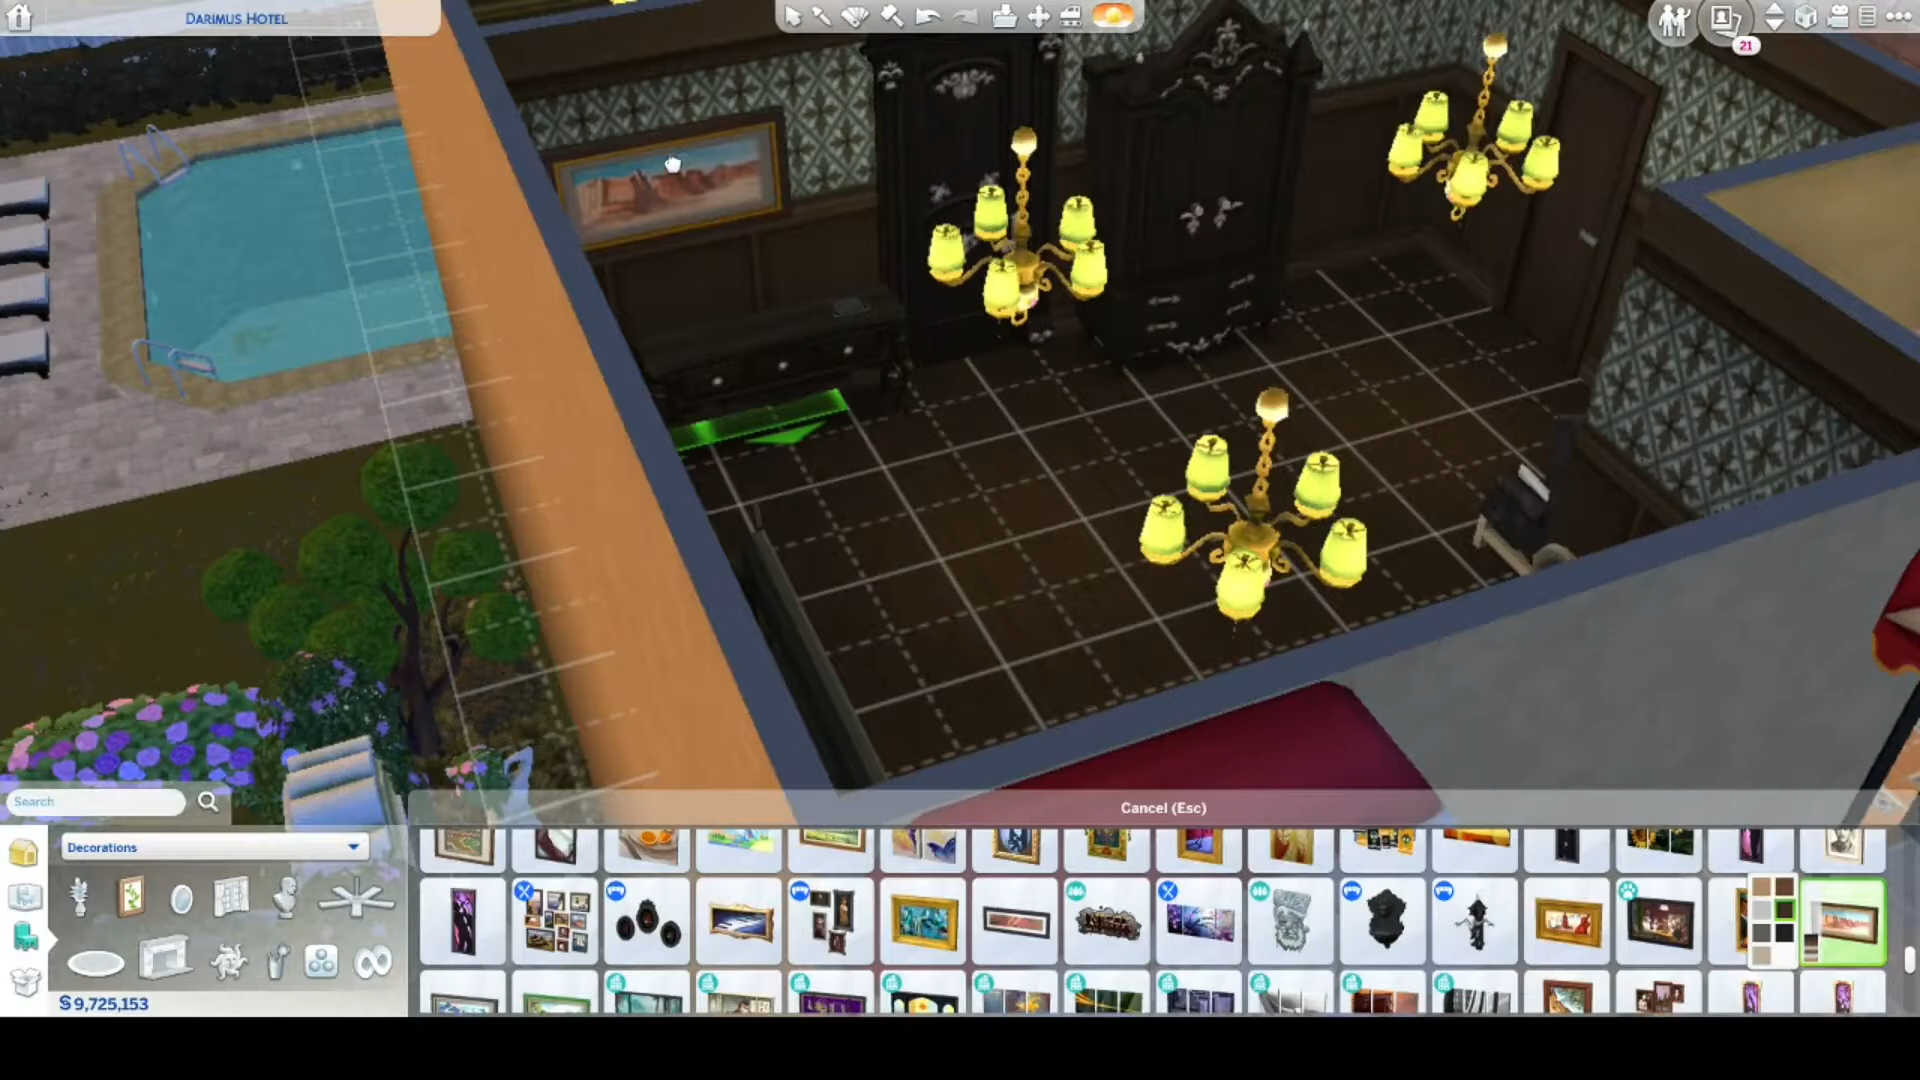 Darimus Hotel
21
Search
Cancel (Esc)
Decorations
§9,725,153